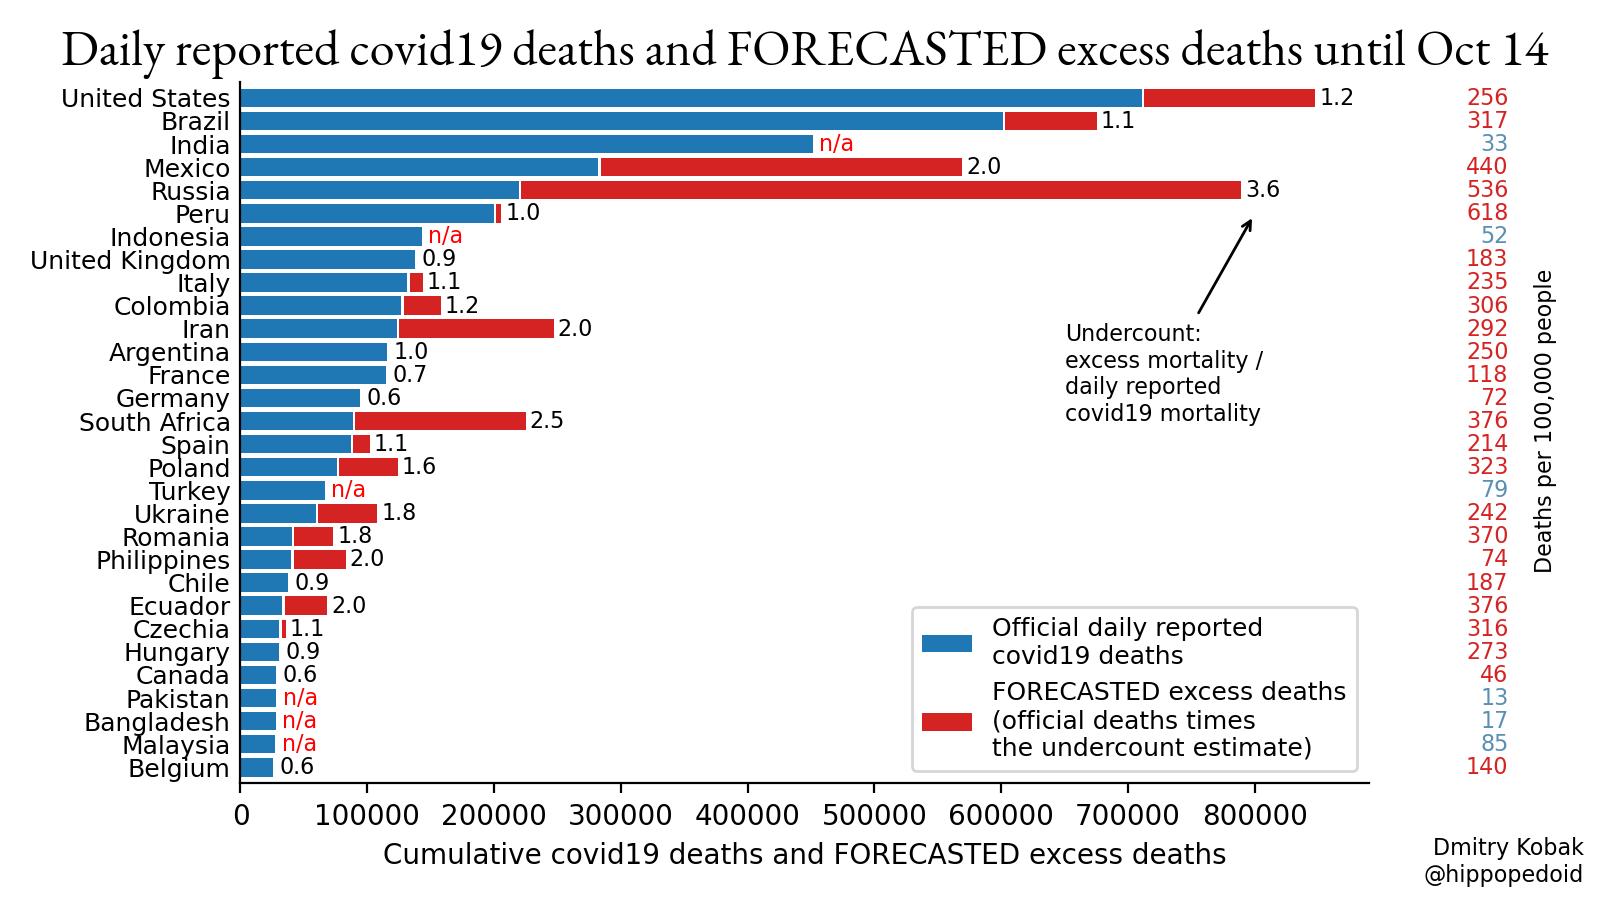 Daily reported covid19 deaths and FORECASTED excess deaths until Oct 14
United States 1.2 256
Brazil 1.1 317
India n/a 33
Mexico 2.0 440
Russia 3.6 536
Peru 1.0 618
Indonesia n/a 52
United Kingdom 0.9 183
Italy 1.1 235
Colombia 1.2 306
Iran 2.0 292
Argentina 1.0 250
France 0.7 118
Germany 0.6 72
South Africa 2.5 376
Spain 1.1 214
Poland 1.6 323
Turkey n/a 79
Ukraine 1.8 242
Romania 1.8 370
Philippines 2.0 74
Chile 0.9 187
Ecuador 2.0 376
Czechia 1.1 316
Hungary 0.9 273
Canada 0.6 46
Pakistan n/a 13
Bangladesh n/a 17
Malaysia n/a 85
Belgium 0.6 140
Undercount:
excess mortality /
daily reported
covid19 mortality
Deaths per 100,000 people
Official daily reported
covid19 deaths
FORECASTED excess deaths
(official deaths times
the undercount estimate)
0 100000 200000 300000 400000 500000 600000 700000 800000
Cumulative covid19 deaths and FORECASTED excess deaths
Dmitry Kobak
@hippopedoid